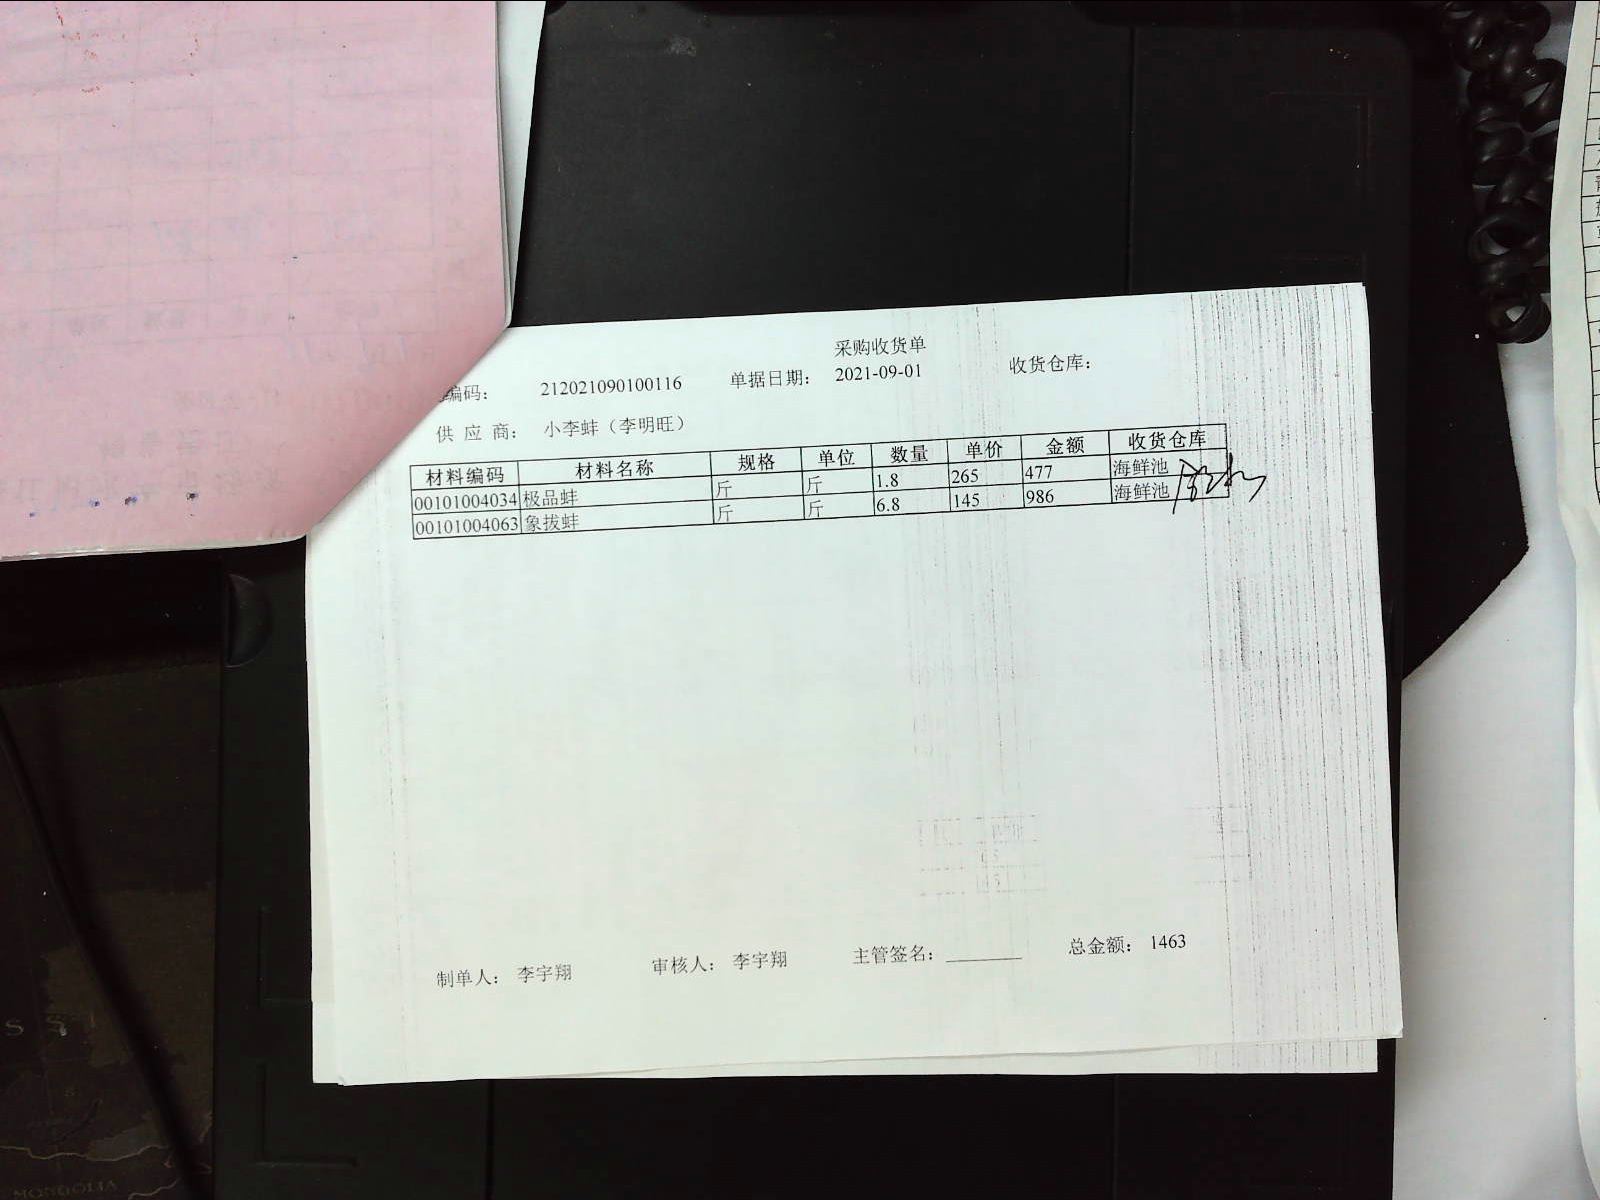 采购收货单
编码： 212021090100116 单据日期： 2021-09-01 收货仓库：
供 应 商： 小李蚌（李明旺）
材料编码 材料名称 规格 单位 数量 单价 金额 收货仓库
00101004034 极品蚌 斤 斤 1.8 265 477 海鲜池
00101004063 象拔蚌 斤 斤 6.8 145 986 海鲜池
制单人： 李宇翔 审核人： 李宇翔 主管签名： 总金额： 1463
MONGOLIA